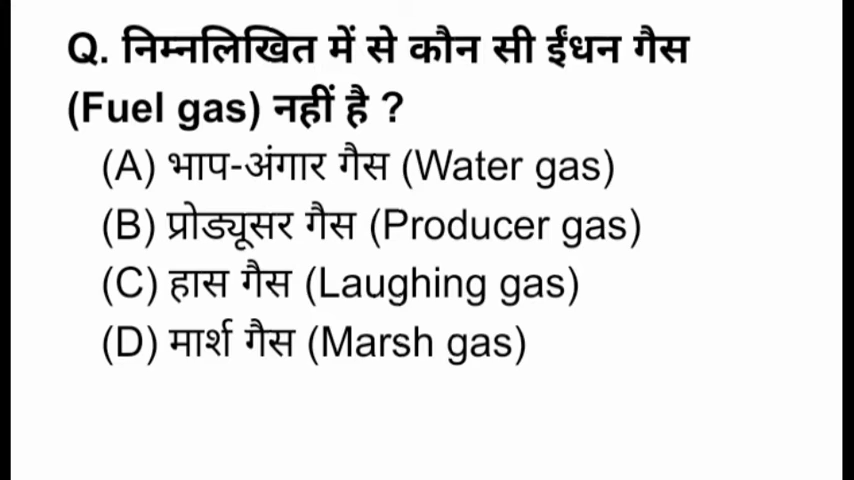 Q. निम्नलिखित में से कौन सी ईंधन गैस
(Fuel gas) नहीं है ?
(A) भाप-अंगार गैस (Water gas)
(B) प्रोड्यूसर गैस (Producer gas)
(C) हास गैस (Laughing gas)
(D) मार्श गैस (Marsh gas)